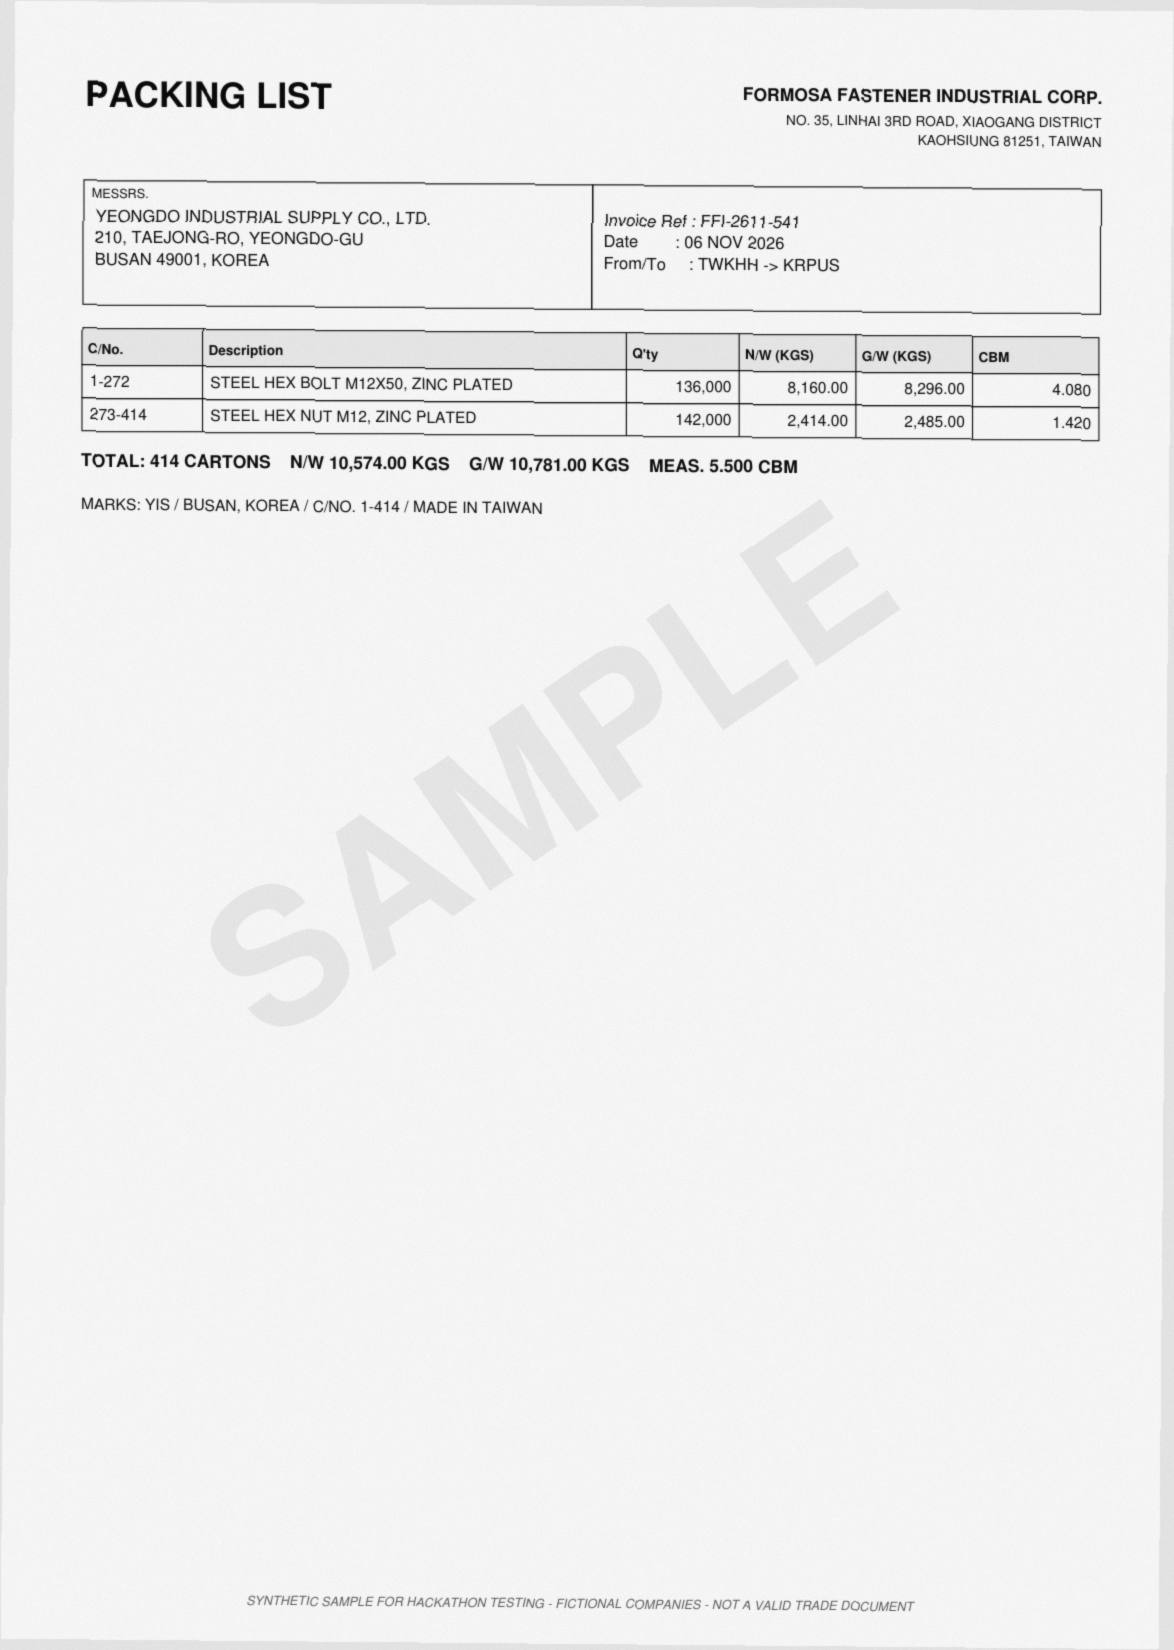 PACKING LIST
FORMOSA FASTENER INDUSTRIAL CORP.
NO. 35, LINHAI 3RD ROAD, XIAOGANG DISTRICT
KAOHSIUNG 81251, TAIWAN
MESSRS.
YEONGDO INDUSTRIAL SUPPLY CO., LTD.
210, TAEJONG-RO, YEONGDO-GU
BUSAN 49001, KOREA
Invoice Ref : FFI-2611-541
Date : 06 NOV 2026
From/To : TWKHH -> KRPUS
C/No. Description Q'ty N/W (KGS) G/W (KGS) CBM
1-272 STEEL HEX BOLT M12X50, ZINC PLATED 136,000 8,160.00 8,296.00 4.080
273-414 STEEL HEX NUT M12, ZINC PLATED 142,000 2,414.00 2,485.00 1.420
TOTAL: 414 CARTONS N/W 10,574.00 KGS G/W 10,781.00 KGS MEAS. 5.500 CBM
MARKS: YIS / BUSAN, KOREA / C/NO. 1-414 / MADE IN TAIWAN
SAMPLE
SYNTHETIC SAMPLE FOR HACKATHON TESTING - FICTIONAL COMPANIES - NOT A VALID TRADE DOCUMENT